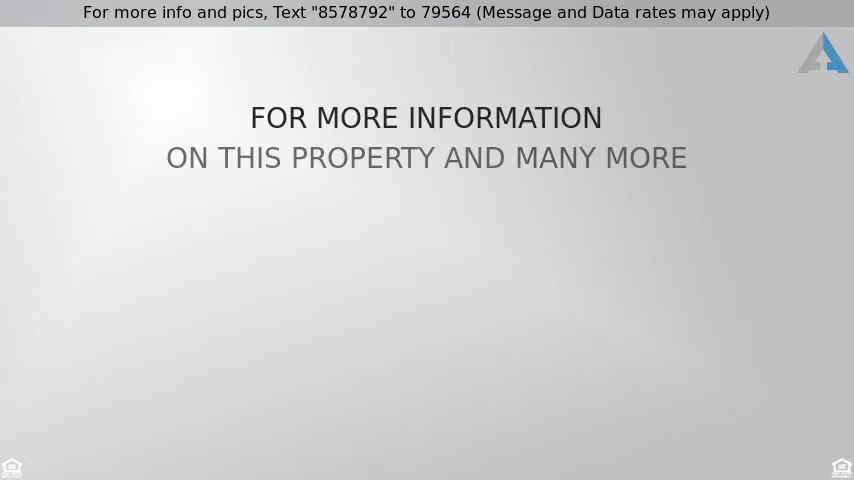 For more info and pics, Text "8578792" to 79564 (Message and Data rates may apply)
FOR MORE INFORMATION
ON THIS PROPERTY AND MANY MORE